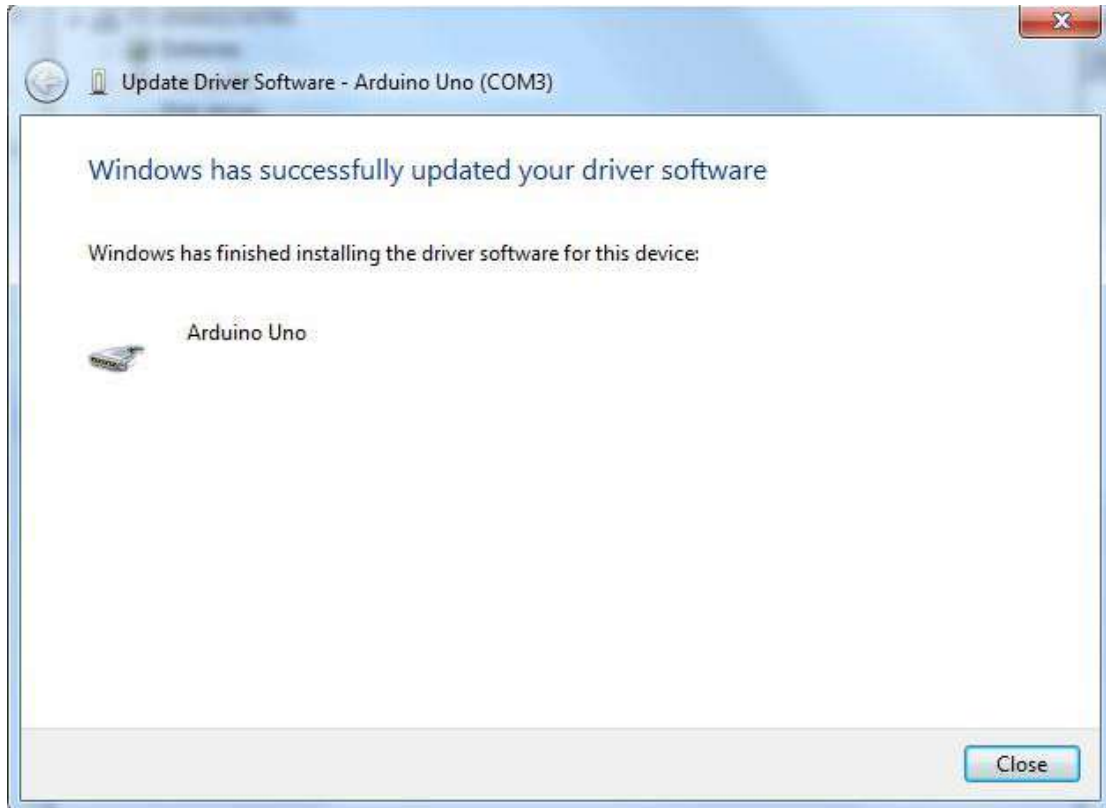 Update Driver Software - Arduino Uno (COM3)
Windows has successfully updated your driver software
Windows has finished installing the driver software for this device:
Arduino Uno
Close